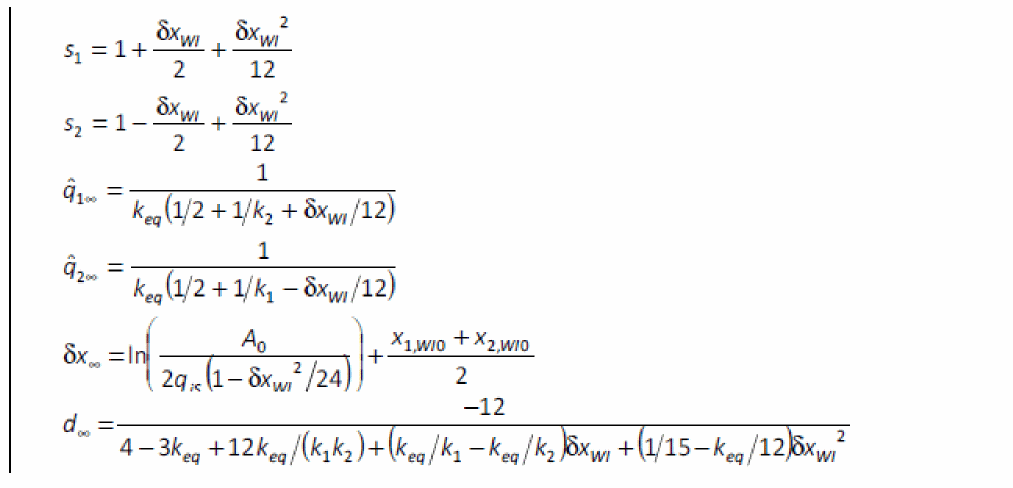 s₁ = 1 + δx_WI/2 + δx_WI²/12
s₂ = 1 − δx_WI/2 + δx_WI²/12
q̂₁∞ = 1/(k_eq(1/2 + 1/k₂ + δx_WI/12))
q̂₂∞ = 1/(k_eq(1/2 + 1/k₁ − δx_WI/12))
δx∞ = ln(A₀/(2q_is(1 − δx_WI²/24))) + (x₁,WI0 + x₂,WI0)/2
d∞ = −12/(4 − 3k_eq + 12k_eq/(k₁k₂) + (k_eq/k₁ − k_eq/k₂)δx_WI + (1/15 − k_eq/12)δx_WI²)